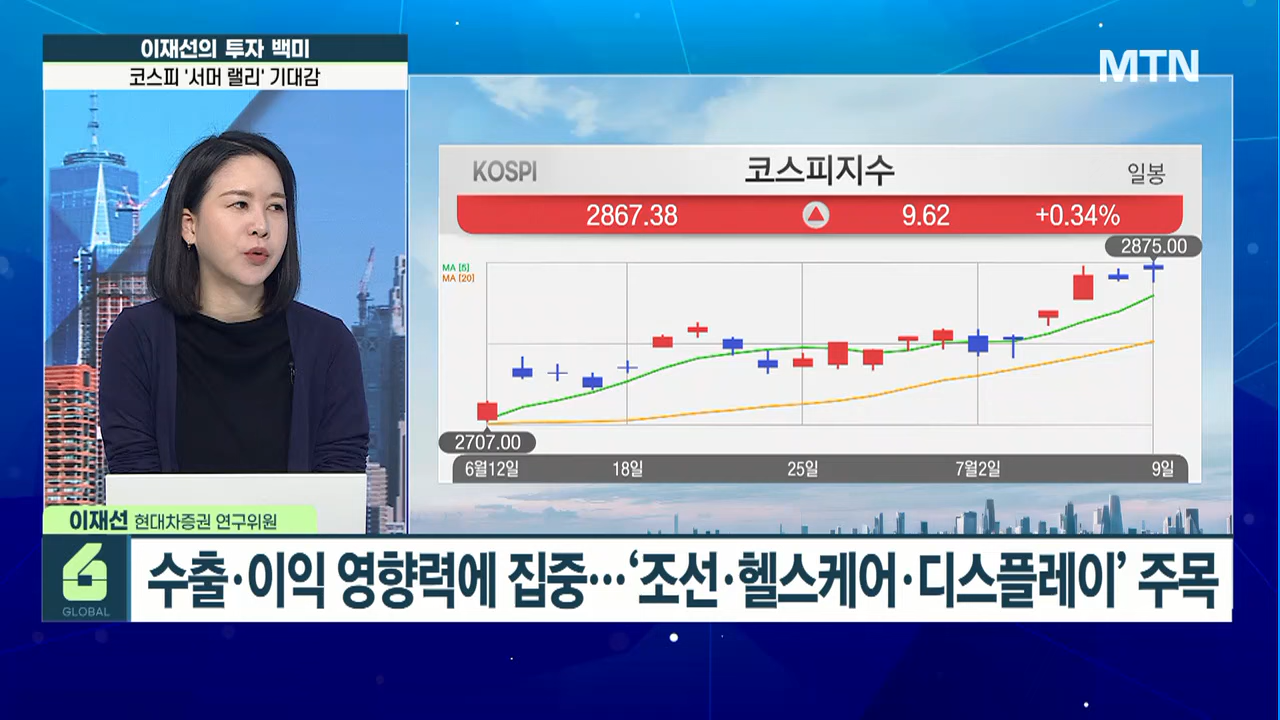 이재선의 투자 백미
코스피 '서머 랠리' 기대감
MTN
KOSPI 코스피지수 일봉
2867.38 9.62 +0.34%
2875.00
MA [5]
MA [20]
2707.00
6월12일 18일 25일 7월2일 9일
이재선 현대차증권 연구위원
6
GLOBAL
수출·이익 영향력에 집중…‘조선·헬스케어·디스플레이’ 주목